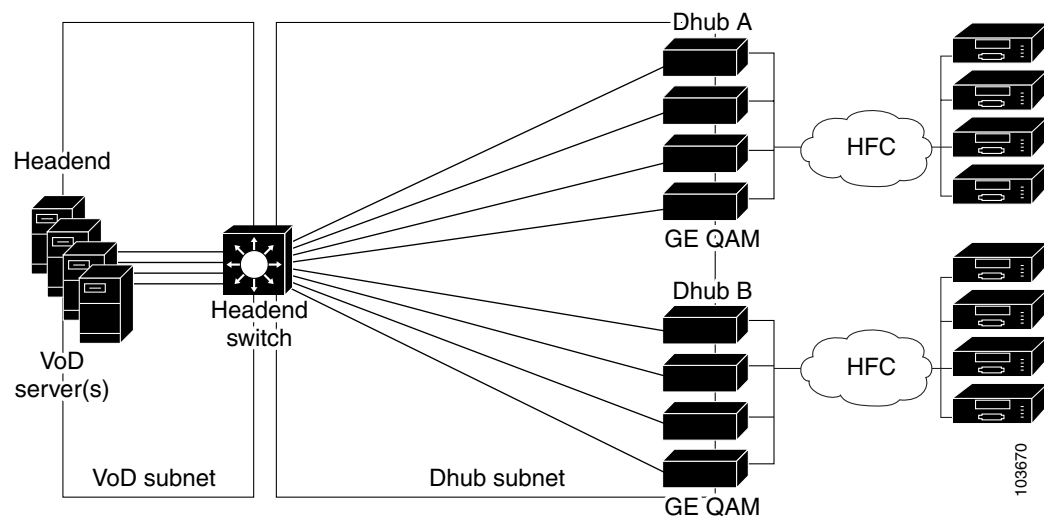 Dhub A
Headend
HFC
GE QAM
Dhub B
Headend
switch
VoD
server(s)
HFC
VoD subnet
Dhub subnet
GE QAM
103670